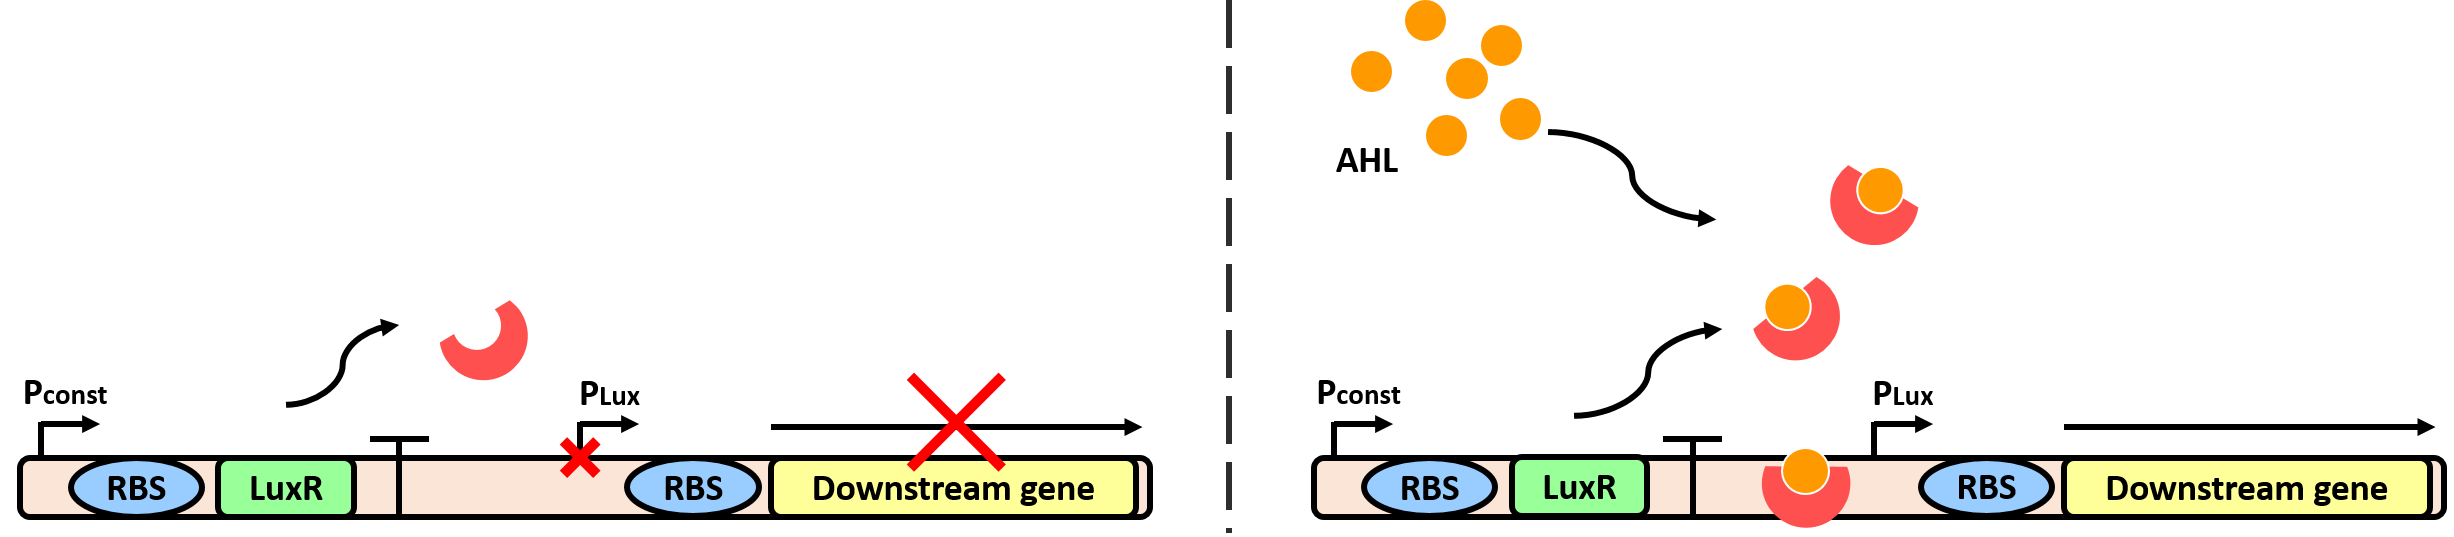 Pconst
PLux
RBS
LuxR
RBS
Downstream gene
AHL
Pconst
PLux
RBS
LuxR
RBS
Downstream gene